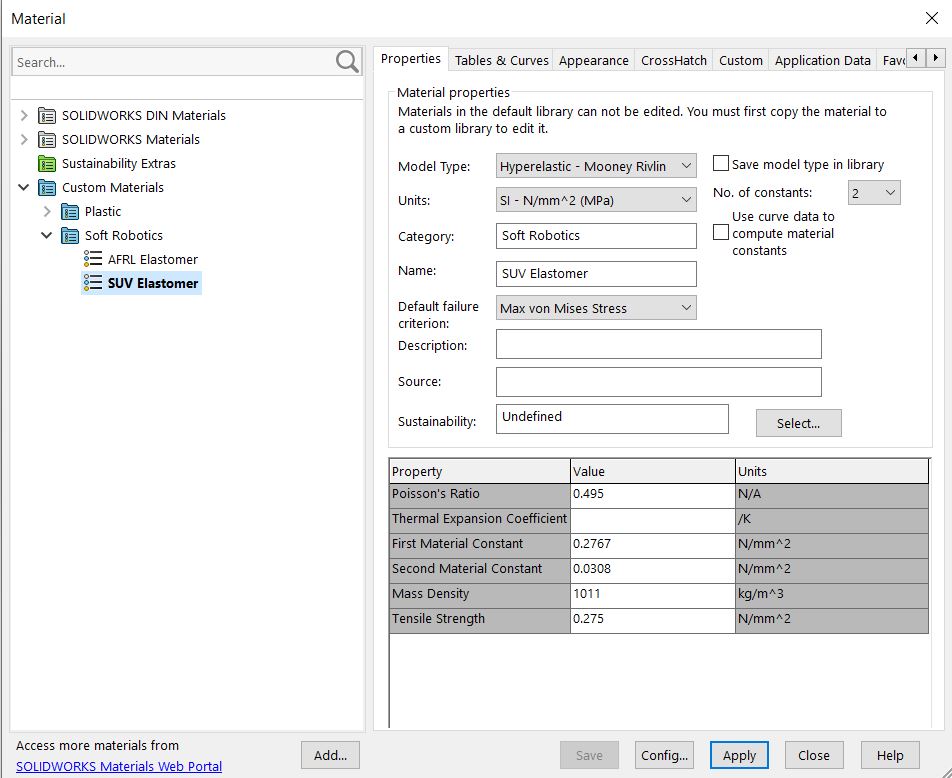 Material
Search...
SOLIDWORKS DIN Materials
SOLIDWORKS Materials
Sustainability Extras
Custom Materials
Plastic
Soft Robotics
AFRL Elastomer
SUV Elastomer
Access more materials from
SOLIDWORKS Materials Web Portal
Add...
Properties Tables & Curves Appearance CrossHatch Custom Application Data Favo
Material properties
Materials in the default library can not be edited. You must first copy the material to
a custom library to edit it.
Model Type: Hyperelastic - Mooney Rivlin Save model type in library
Units: SI - N/mm^2 (MPa) No. of constants: 2
Use curve data to
compute material
constants
Category: Soft Robotics
Name: SUV Elastomer
Default failure
criterion:
Max von Mises Stress
Description:
Source:
Sustainability: Undefined Select...
Property Value Units
Poisson's Ratio 0.495 N/A
Thermal Expansion Coefficient /K
First Material Constant 0.2767 N/mm^2
Second Material Constant 0.0308 N/mm^2
Mass Density 1011 kg/m^3
Tensile Strength 0.275 N/mm^2
Save Config... Apply Close Help